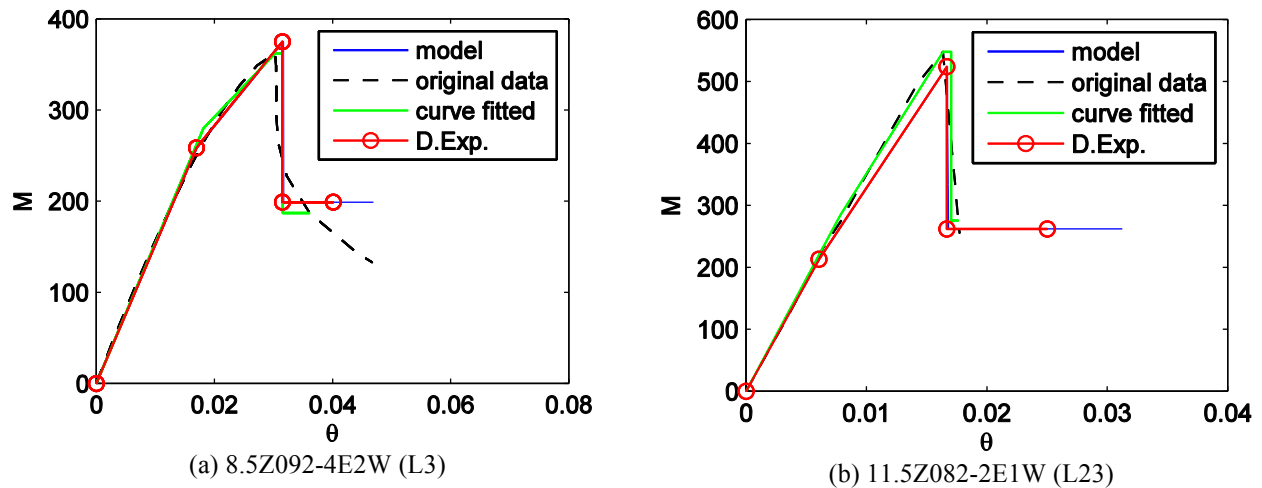 400
300
200
100
0
M
0 0.02 0.04 0.06 0.08
θ
model
original data
curve fitted
D.Exp.
(a) 8.5Z092-4E2W (L3)
600
500
400
300
200
100
0
M
0 0.01 0.02 0.03 0.04
θ
model
original data
curve fitted
D.Exp.
(b) 11.5Z082-2E1W (L23)